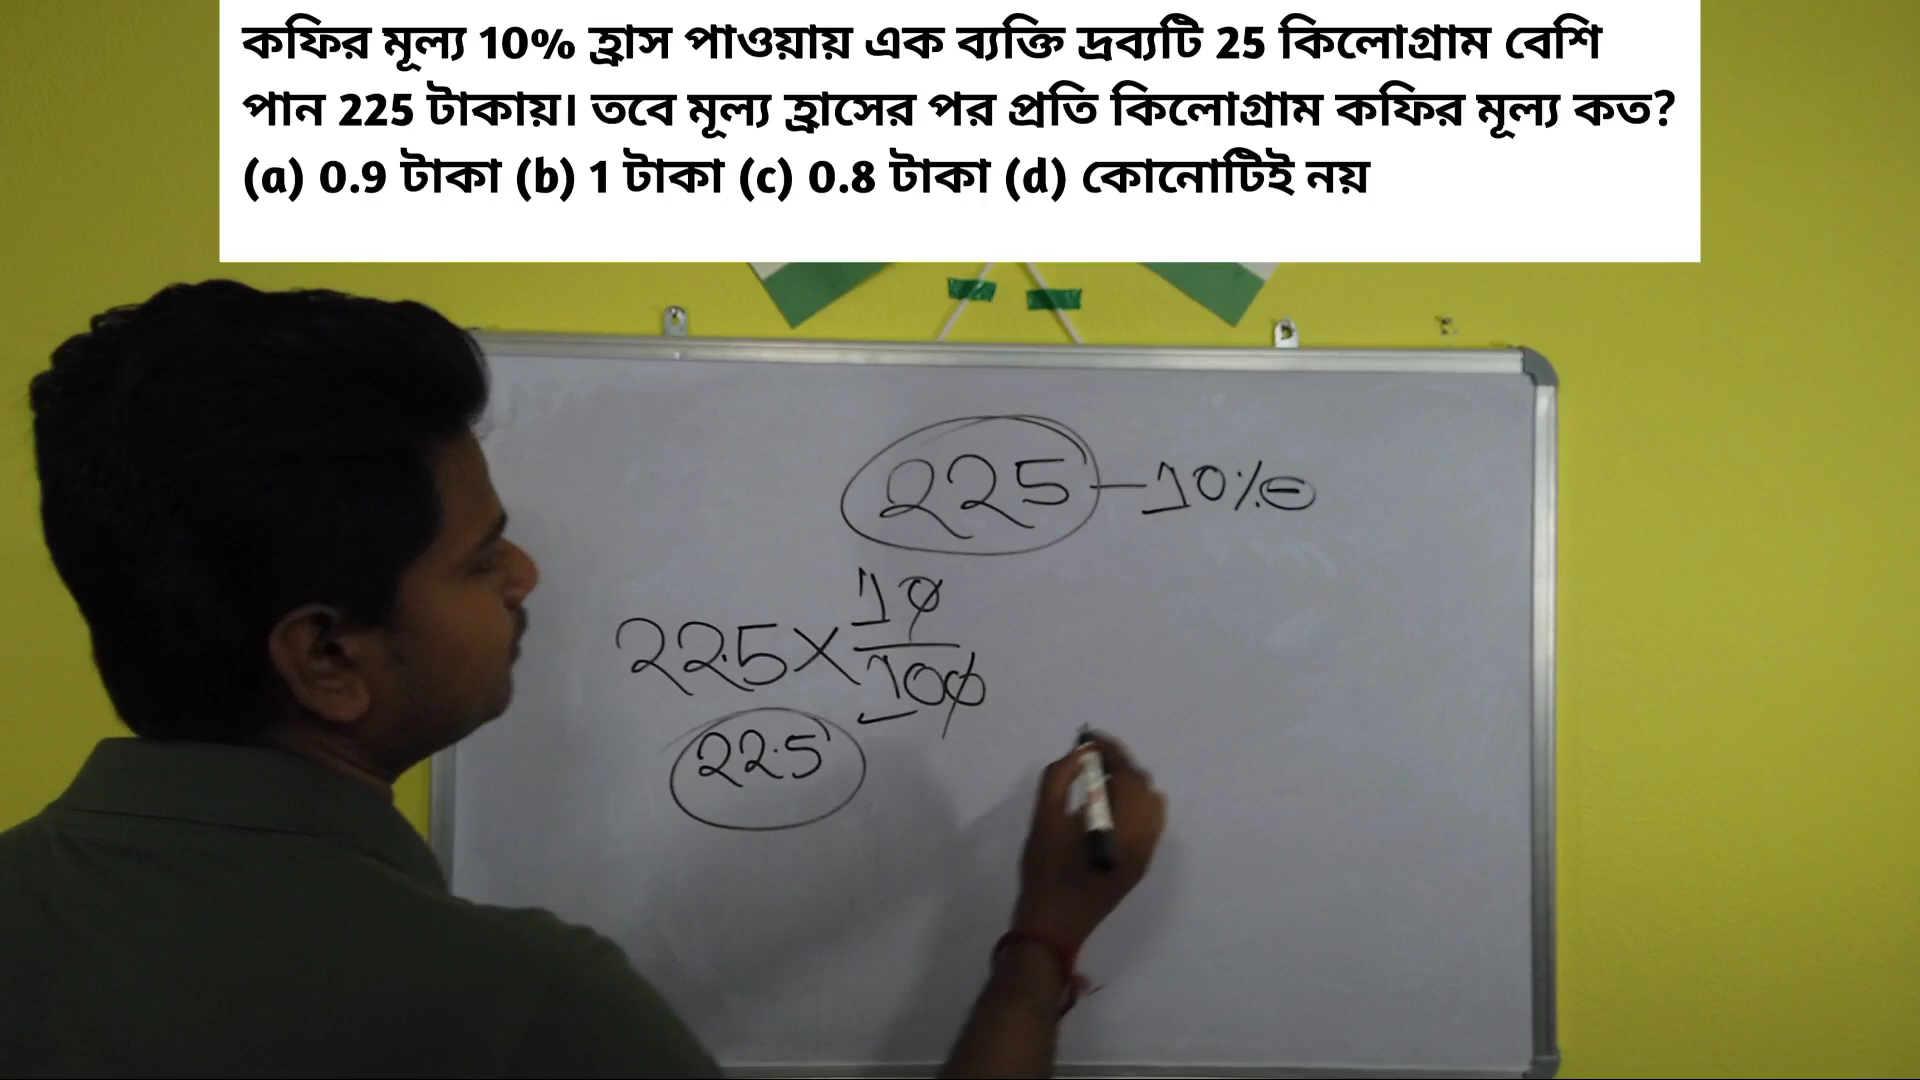 কফির মূল্য 10% হ্রাস পাওয়ায় এক ব্যক্তি দ্রব্যটি 25 কিলোগ্রাম বেশি
পান 225 টাকায়। তবে মূল্য হ্রাসের পর প্রতি কিলোগ্রাম কফির মূল্য কত?
(a) 0.9 টাকা (b) 1 টাকা (c) 0.8 টাকা (d) কোনোটিই নয়
225 — 10% ⊖
225 × 10/100
22.5